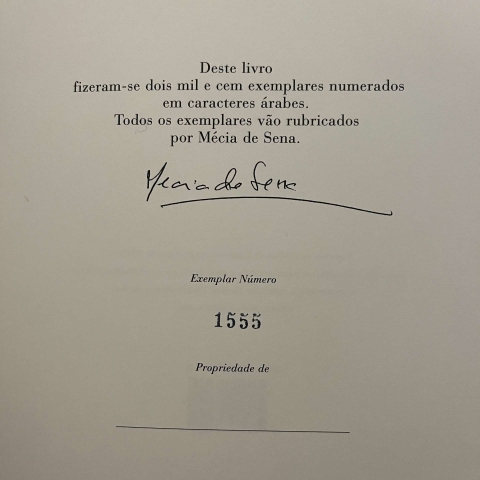 Deste livro
fizeram-se dois mil e cem exemplares numerados
em caracteres árabes.
Todos os exemplares vão rubricados
por Mécia de Sena.
Mécia de Sena
Exemplar Número
1555
Propriedade de